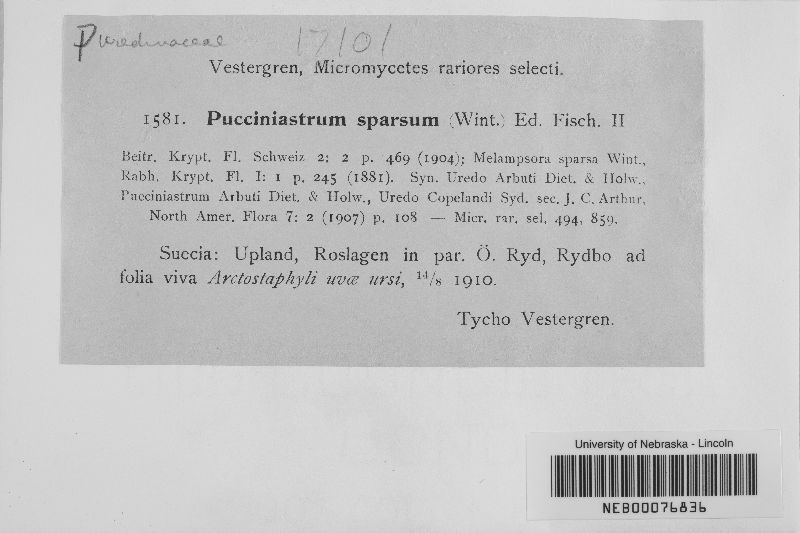 Puredinaceae 17101
Vestergren, Micromycetes rariores selecti.
1581. Pucciniastrum sparsum (Wint.) Ed. Fisch. II
Beitr. Krypt. Fl. Schweiz 2: 2 p. 469 (1904); Melampsora sparsa Wint.,
Rabh. Krypt. Fl. I: 1 p. 245 (1881). Syn. Uredo Arbuti Diet. & Holw.,
Pucciniastrum Arbuti Diet. & Holw., Uredo Copelandi Syd. sec. J. C. Arthur,
North Amer. Flora 7: 2 (1907) p. 108 — Micr. rar. sel. 494, 859.
Succia: Upland, Roslagen in par. Ö. Ryd, Rydbo ad
folia viva Arctostaphyli uvæ ursi, 14/8 1910.
Tycho Vestergren.
University of Nebraska - Lincoln
NEB00076836